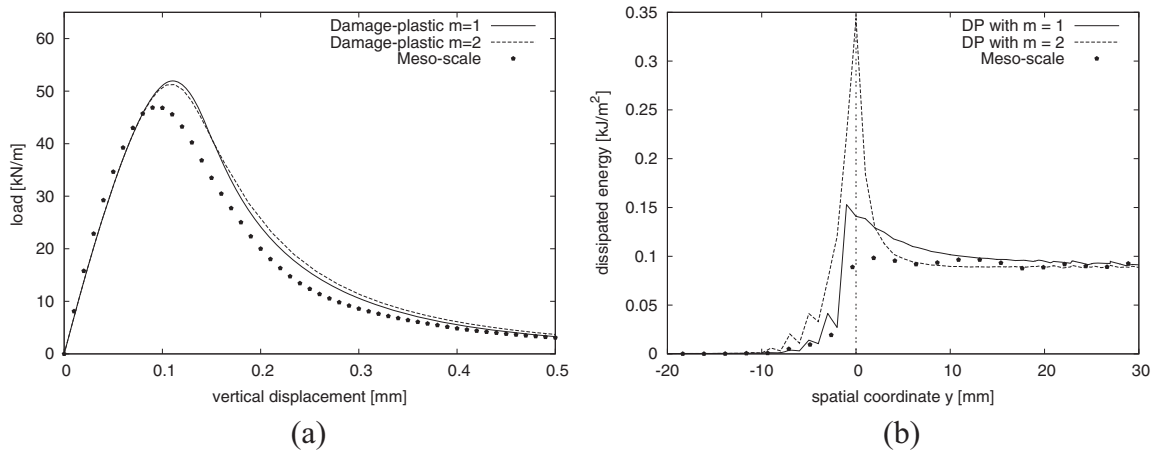 Damage-plastic m=1
Damage-plastic m=2
Meso-scale
load [kN/m]
60
50
40
30
20
10
0
0 0.1 0.2 0.3 0.4 0.5
vertical displacement [mm]
(a)
DP with m = 1
DP with m = 2
Meso-scale
dissipated energy [kJ/m²]
0.35
0.3
0.25
0.2
0.15
0.1
0.05
0
-20 -10 0 10 20 30
spatial coordinate y [mm]
(b)